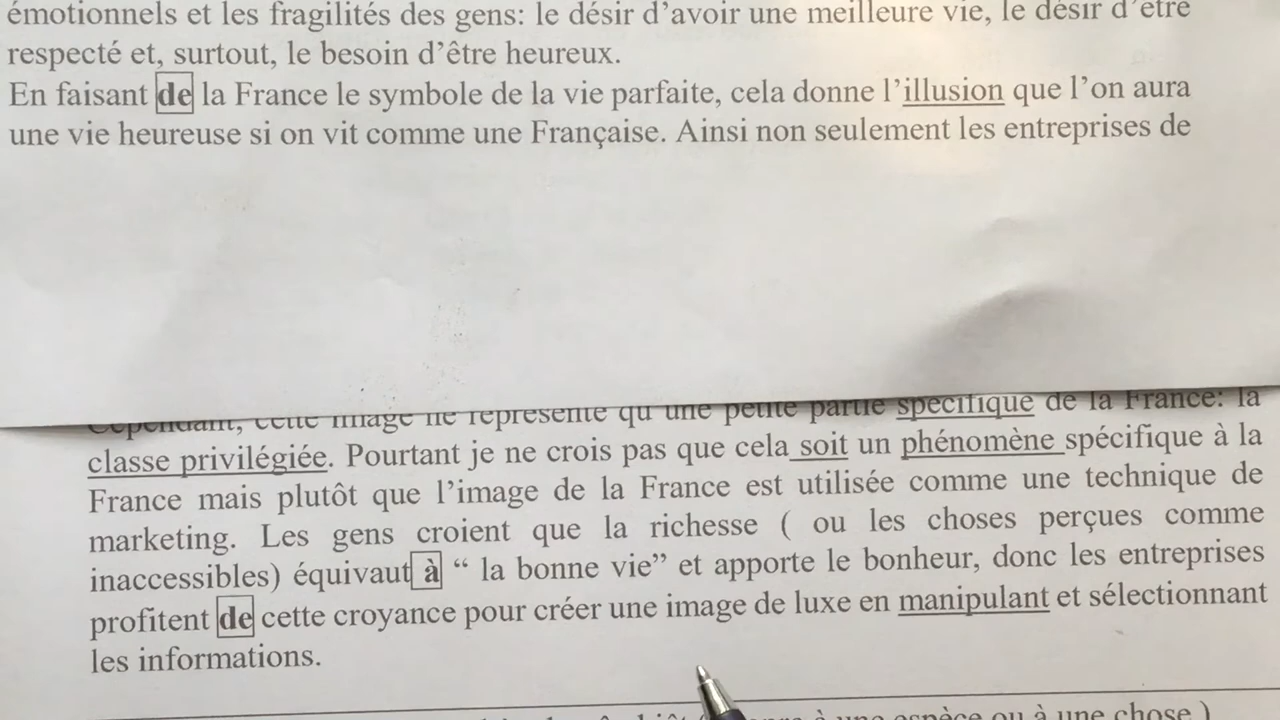 émotionnels et les fragilités des gens: le désir d'avoir une meilleure vie, le désir d'être
respecté et, surtout, le besoin d'être heureux.
En faisant de la France le symbole de la vie parfaite, cela donne l'illusion que l'on aura
une vie heureuse si on vit comme une Française. Ainsi non seulement les entreprises de
Cependant, cette image ne représente qu'une petite partie spécifique de la France: la
classe privilégiée. Pourtant je ne crois pas que cela soit un phénomène spécifique à la
France mais plutôt que l'image de la France est utilisée comme une technique de
marketing. Les gens croient que la richesse ( ou les choses perçues comme
inaccessibles) équivaut à “ la bonne vie” et apporte le bonheur, donc les entreprises
profitent de cette croyance pour créer une image de luxe en manipulant et sélectionnant
les informations.
à une espèce ou à une chose )